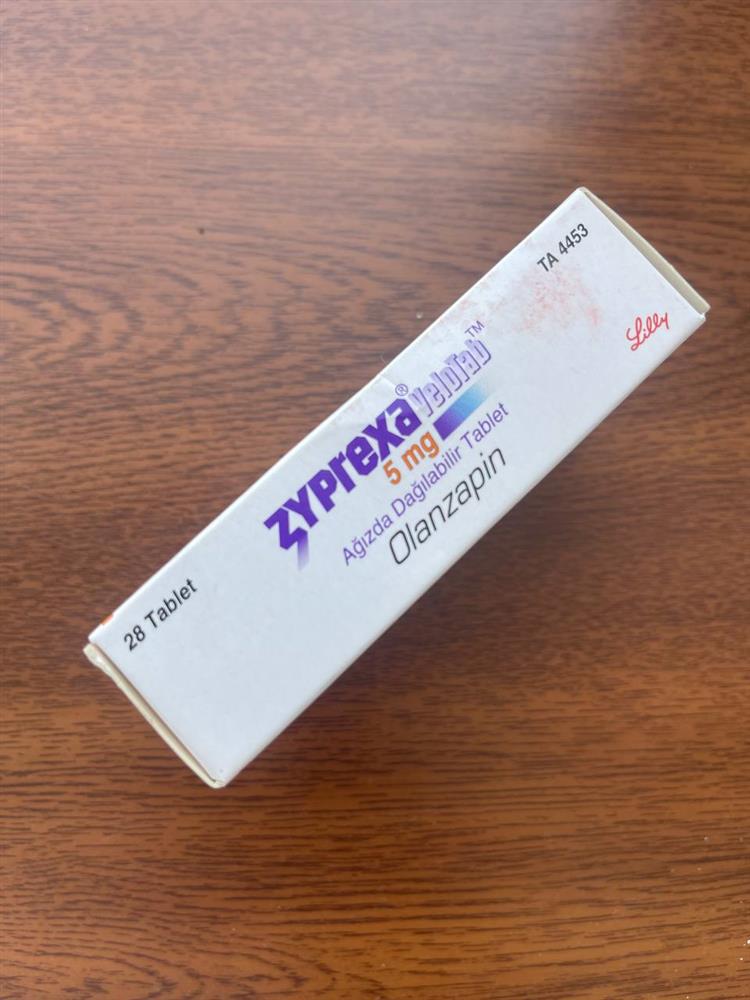 TA 4453
Lilly
ZYPREXA® VeloTab™
5 mg
Ağızda Dağılabilir Tablet
Olanzapin
28 Tablet